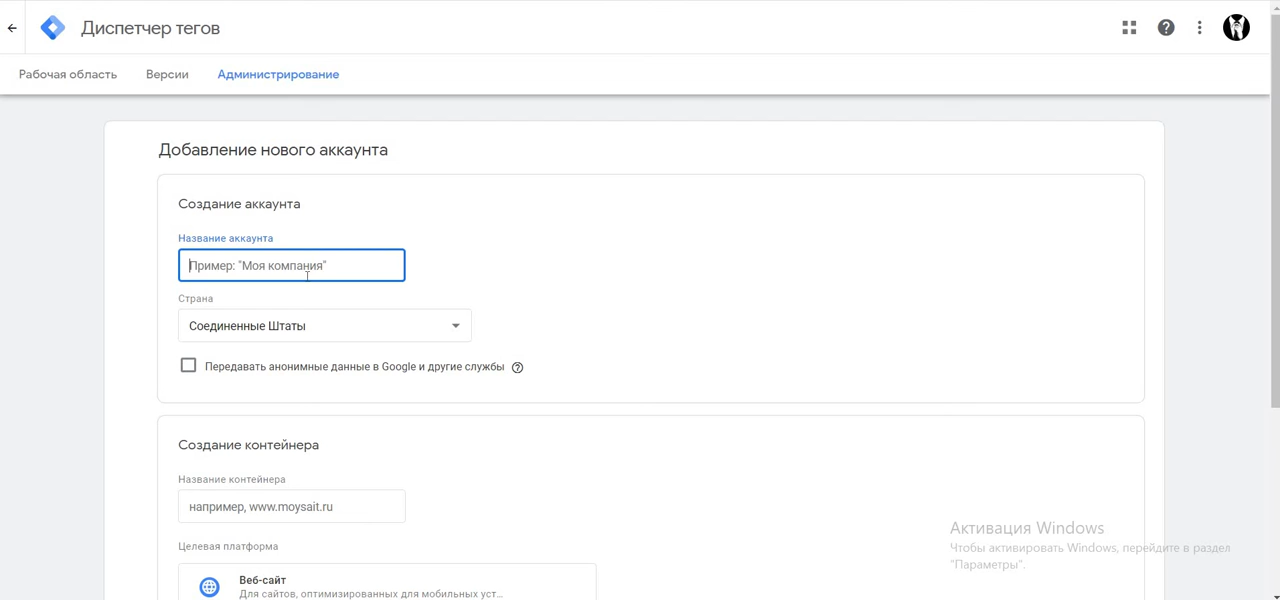 Диспетчер тегов
Рабочая область Версии Администрирование
Добавление нового аккаунта
Создание аккаунта
Название аккаунта
Пример: "Моя компания"
Страна
Соединенные Штаты
Передавать анонимные данные в Google и другие службы
Создание контейнера
Название контейнера
например, www.moysait.ru
Целевая платформа
Веб-сайт
Для сайтов, оптимизированных для мобильных уст…
Активация Windows
Чтобы активировать Windows, перейдите в раздел
"Параметры".